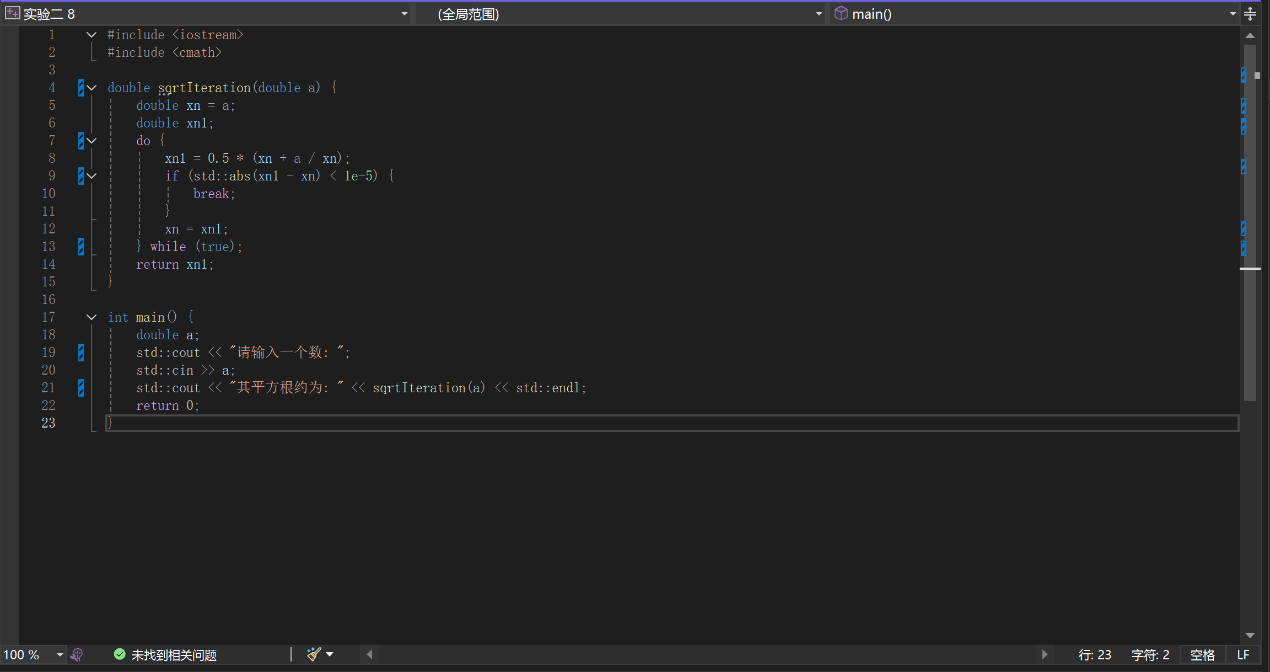 实验二 8 (全局范围) main()
1 #include <iostream>
2 #include <cmath>
3
4 double sqrtIteration(double a) {
5 double xn = a;
6 double xn1;
7 do {
8 xn1 = 0.5 * (xn + a / xn);
9 if (std::abs(xn1 - xn) < 1e-5) {
10 break;
11 }
12 xn = xn1;
13 } while (true);
14 return xn1;
15 }
16
17 int main() {
18 double a;
19 std::cout << "请输入一个数: ";
20 std::cin >> a;
21 std::cout << "其平方根约为: " << sqrtIteration(a) << std::endl;
22 return 0;
23 }
100 % 未找到相关问题 行: 23 字符: 2 空格 LF